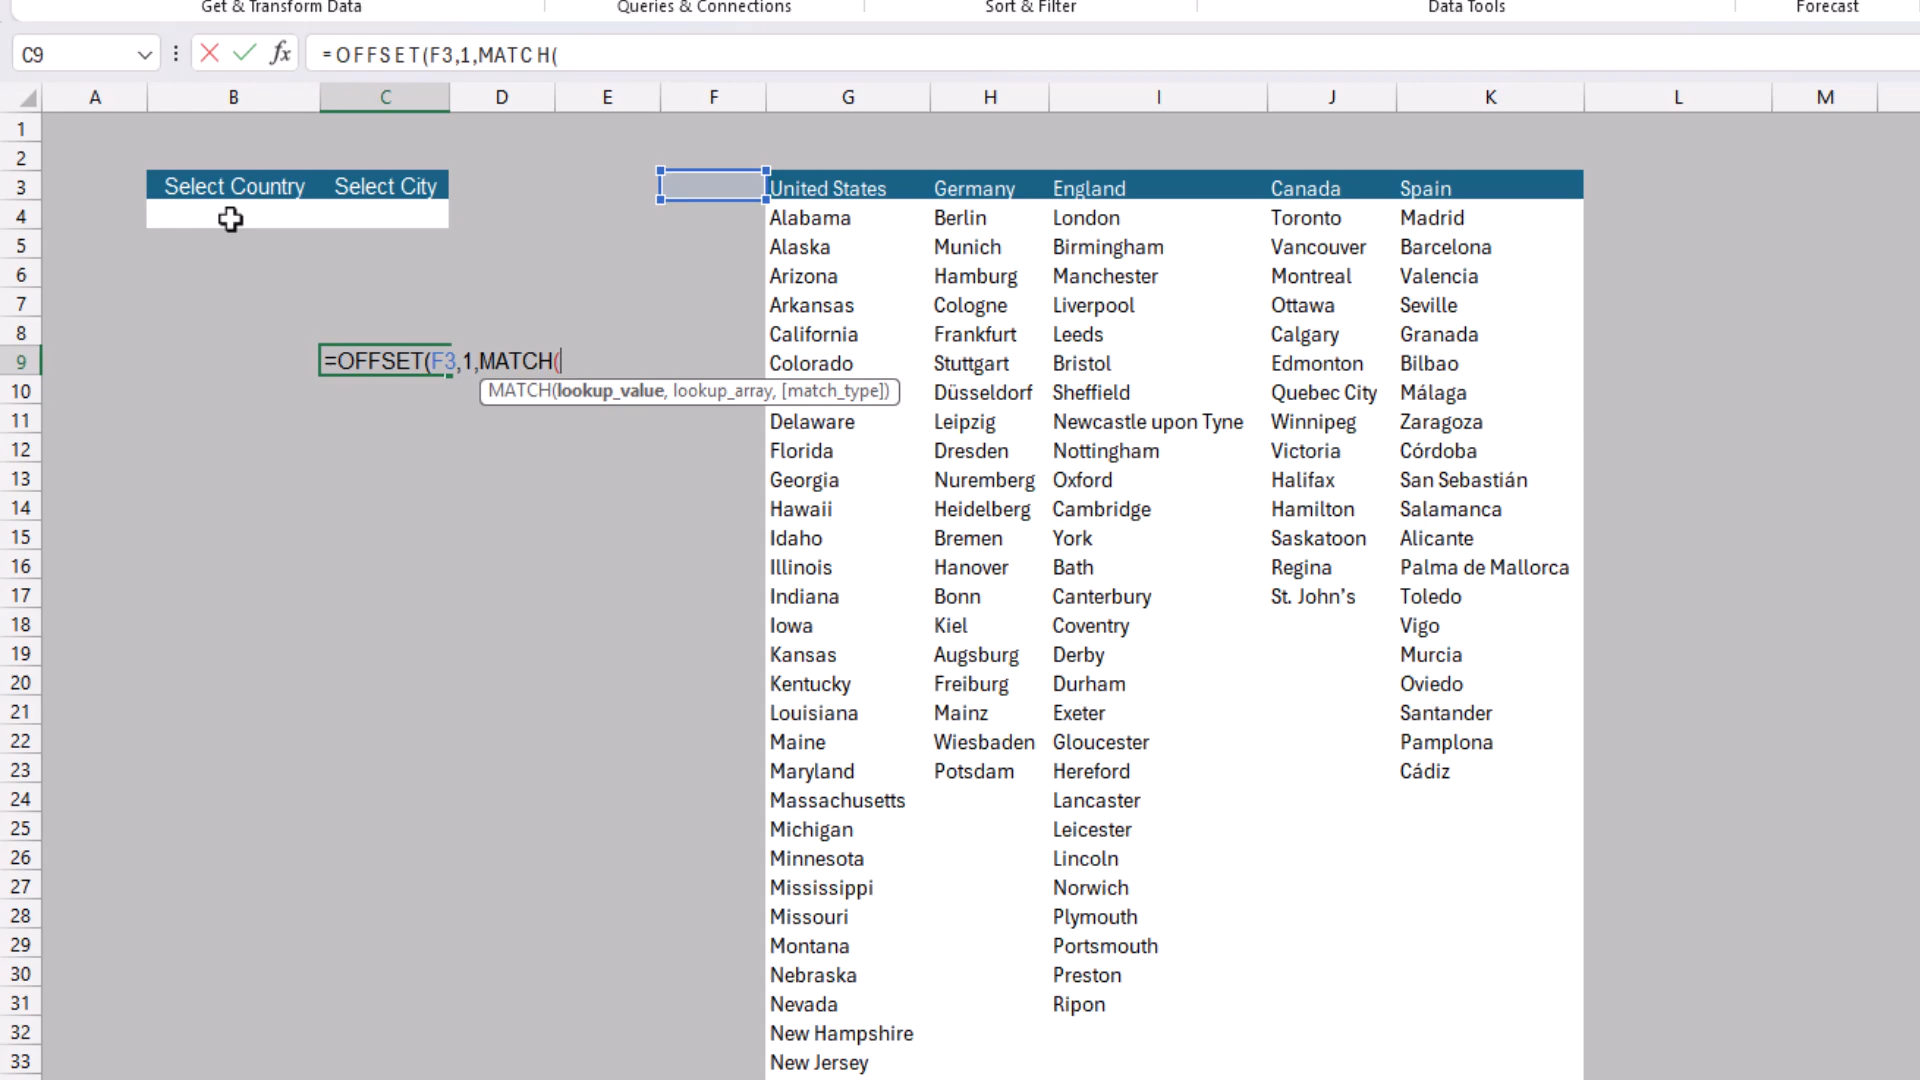 Get & Transform Data Queries & Connections Sort & Filter Data Tools Forecast
C9 fx =OFFSET(F3,1,MATCH(
A B C D E F G H I J K L M
1
2
3 Select Country Select City United States Germany England Canada Spain
4 Alabama Berlin London Toronto Madrid
5 Alaska Munich Birmingham Vancouver Barcelona
6 Arizona Hamburg Manchester Montreal Valencia
7 Arkansas Cologne Liverpool Ottawa Seville
8 California Frankfurt Leeds Calgary Granada
9 =OFFSET(F3,1,MATCH( Colorado Stuttgart Bristol Edmonton Bilbao
10 MATCH(lookup_value, lookup_array, [match_type]) Düsseldorf Sheffield Quebec City Málaga
11 Delaware Leipzig Newcastle upon Tyne Winnipeg Zaragoza
12 Florida Dresden Nottingham Victoria Córdoba
13 Georgia Nuremberg Oxford Halifax San Sebastián
14 Hawaii Heidelberg Cambridge Hamilton Salamanca
15 Idaho Bremen York Saskatoon Alicante
16 Illinois Hanover Bath Regina Palma de Mallorca
17 Indiana Bonn Canterbury St. John's Toledo
18 Iowa Kiel Coventry Vigo
19 Kansas Augsburg Derby Murcia
20 Kentucky Freiburg Durham Oviedo
21 Louisiana Mainz Exeter Santander
22 Maine Wiesbaden Gloucester Pamplona
23 Maryland Potsdam Hereford Cádiz
24 Massachusetts Lancaster
25 Michigan Leicester
26 Minnesota Lincoln
27 Mississippi Norwich
28 Missouri Plymouth
29 Montana Portsmouth
30 Nebraska Preston
31 Nevada Ripon
32 New Hampshire
33 New Jersey